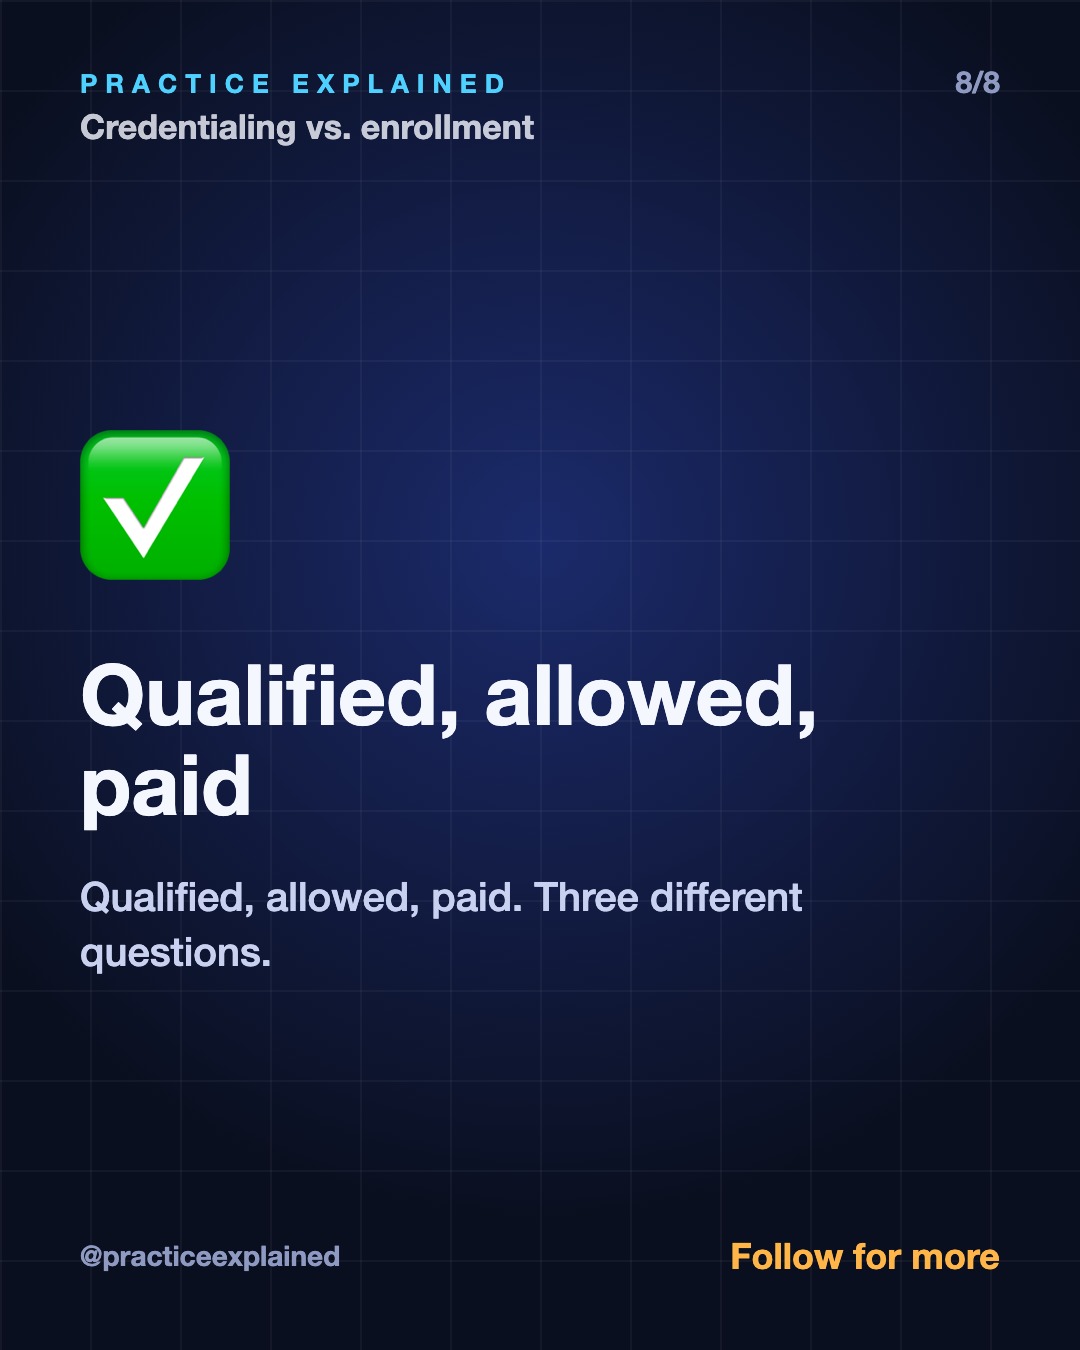 PRACTICE EXPLAINED
8/8
Credentialing vs. enrollment
Qualified, allowed,
paid
Qualified, allowed, paid. Three different
questions.
@practiceexplained
Follow for more